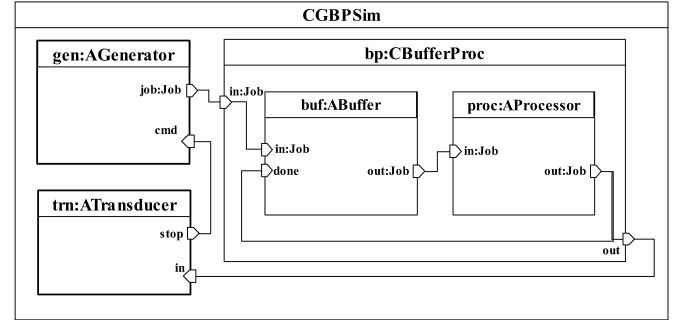 CGBPSim
gen:AGenerator
job:Job
cmd
bp:CBufferProc
in:Job
buf:ABuffer
in:Job
done
out:Job
proc:AProcessor
in:Job
out:Job
out
trn:ATransducer
stop
in